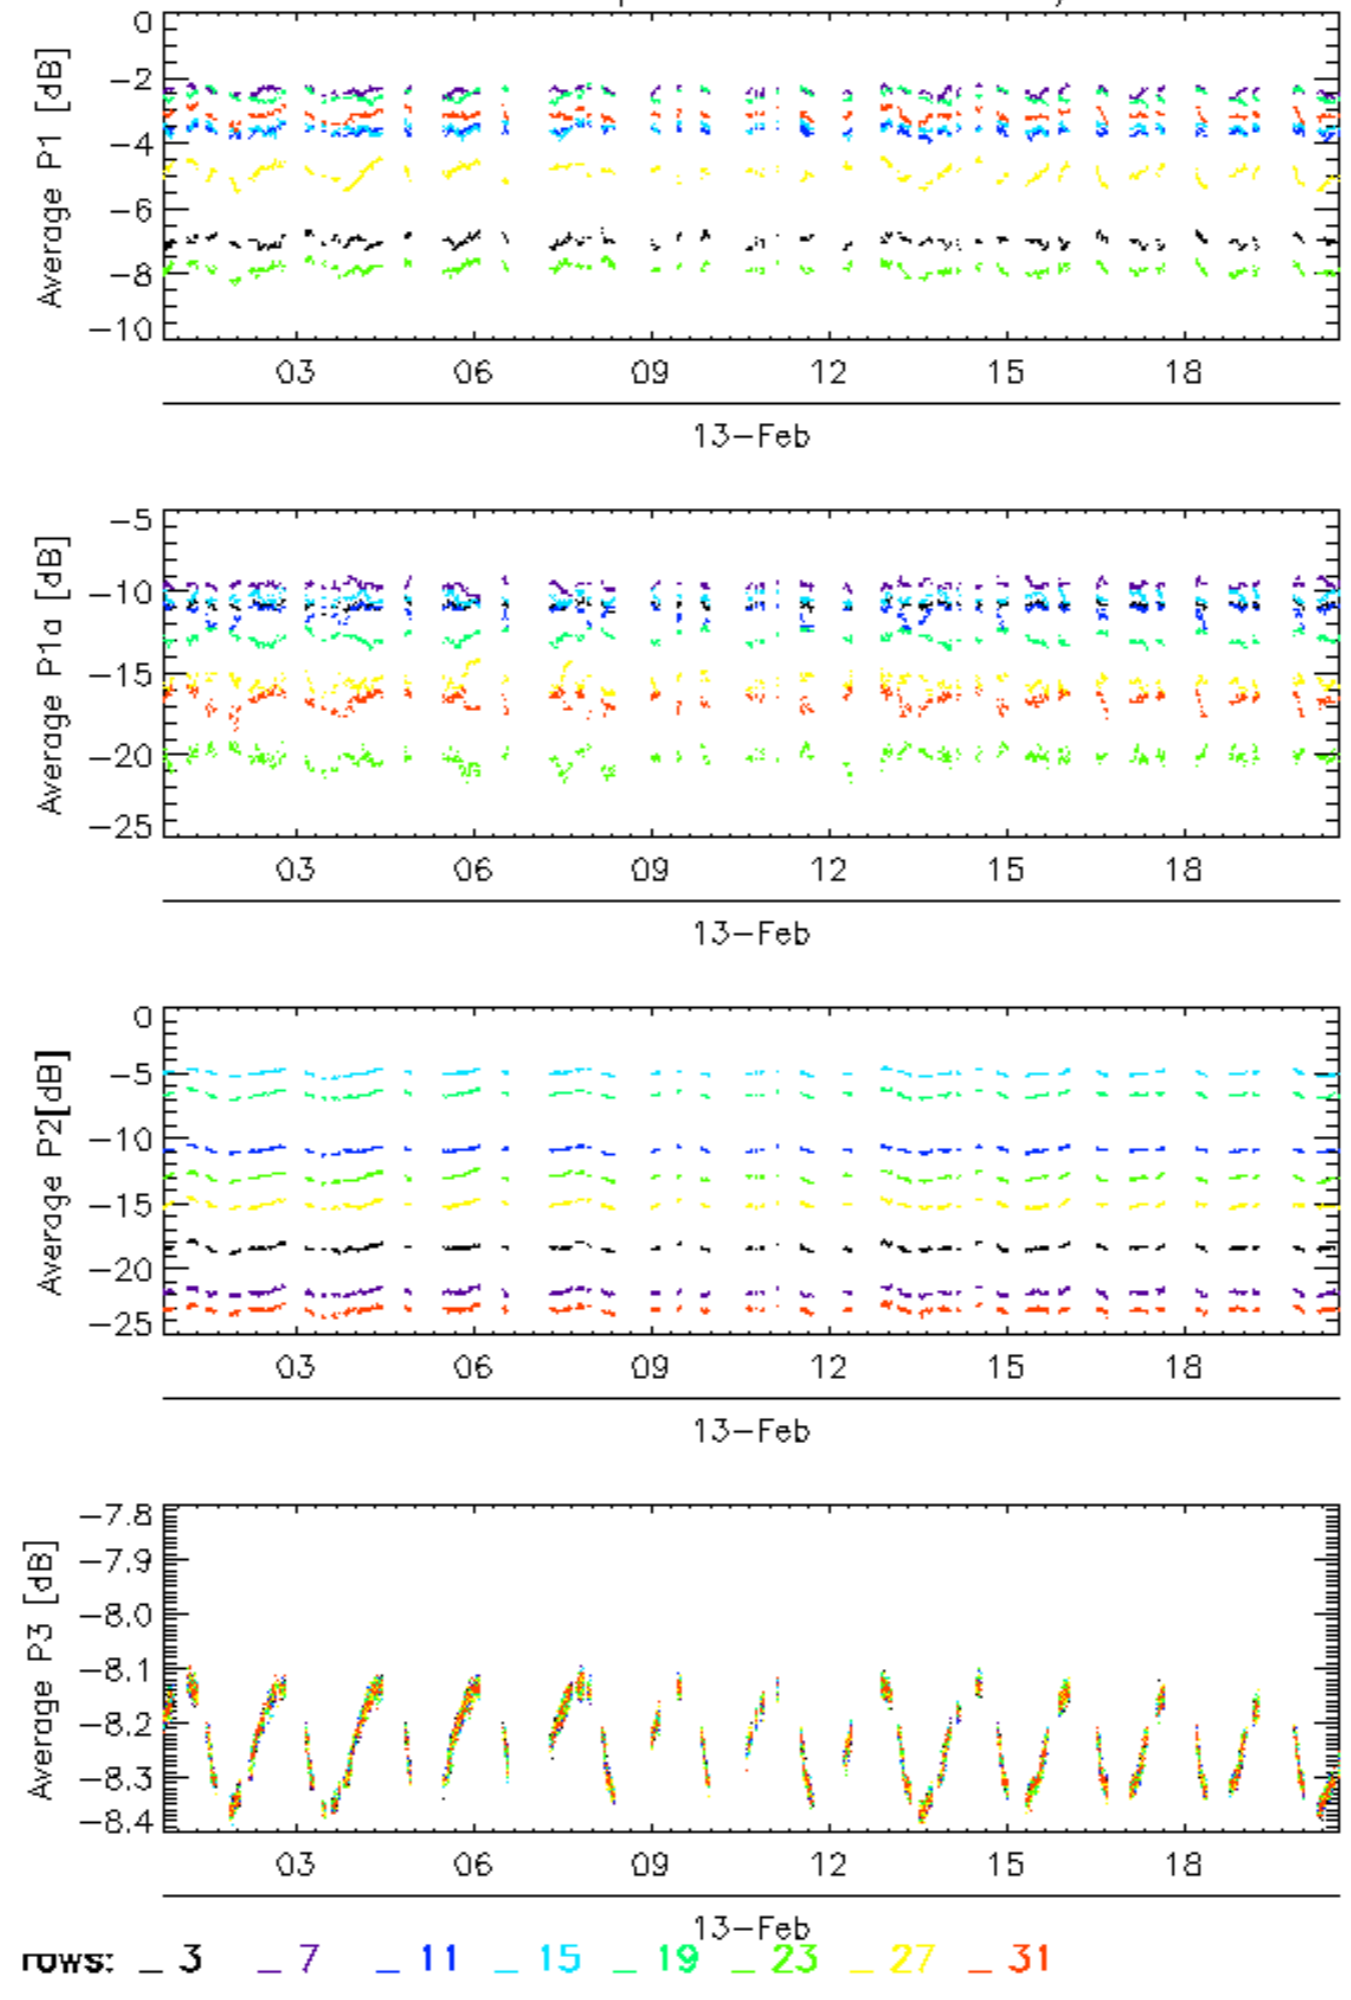 Average P1 [dB]
0
−2
−4
−6
−8
−10
03 06 09 12 15 18
13−Feb
Average P1a [dB]
−5
−10
−15
−20
−25
03 06 09 12 15 18
13−Feb
Average P2[dB]
0
−5
−10
−15
−20
−25
03 06 09 12 15 18
13−Feb
Average P3 [dB]
−7.8
−7.9
−8.0
−8.1
−8.2
−8.3
−8.4
03 06 09 12 15 18
13−Feb
rows: _ 3 _ 7 _ 11 _ 15 _ 19 _ 23 _ 27 _ 31